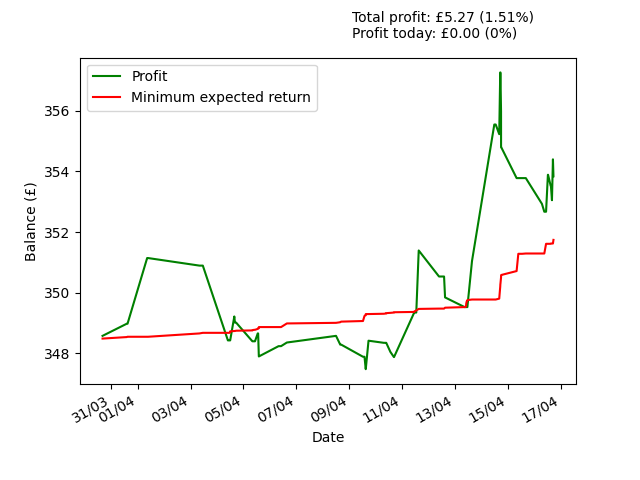 Total profit: £5.27 (1.51%)
Profit today: £0.00 (0%)
Profit
Minimum expected return
356
354
352
350
348
Balance (£)
31/03
01/04
03/04
05/04
07/04
09/04
11/04
13/04
15/04
17/04
Date